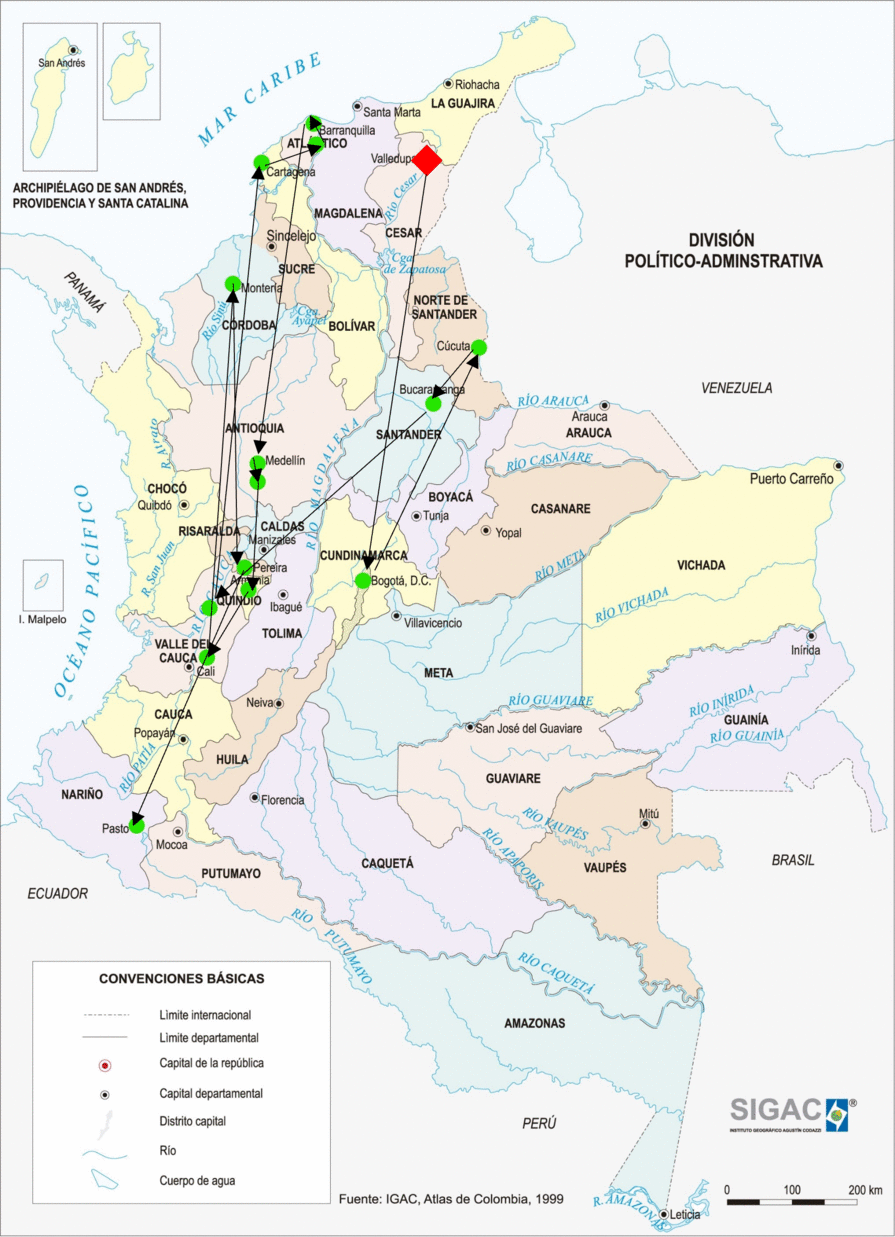 San Andrés
ARCHIPIÉLAGO DE SAN ANDRÉS,
PROVIDENCIA Y SANTA CATALINA
MAR CARIBE
Riohacha
LA GUAJIRA
Santa Marta
Barranquilla
Cartagena
MAGDALENA
Río Cesar
CESAR
Sincelejo
SUCRE
Cga
de Zapatosa
DIVISIÓN
POLÍTICO-ADMINSTRATIVA
PANAMÁ
Montería
Río Sinú
CÓRDOBA
Cga
Ayapel
BOLÍVAR
NORTE DE
SANTANDER
Cúcuta
VENEZUELA
SANTANDER
RÍO ARAUCA
Arauca
ARAUCA
ANTIOQUIA
R. Atrato
RÍO MAGDALENA
Medellín
RÍO CASANARE
Puerto Carreño
CHOCÓ
Quibdó
BOYACÁ
Tunja
CASANARE
Yopal
OCÉANO PACÍFICO
RISARALDA
CALDAS
Manizales
R. San Juan
Pereira
CUNDINAMARCA
Bogotá, D.C.
RÍO META
VICHADA
RÍO VICHADA
I. Malpelo
QUINDÍO
Ibagué
TOLIMA
Villavicencio
VALLE DEL
CAUCA
Cali
META
Inírida
CAUCA
Popayán
Neiva
RÍO GUAVIARE
RÍO INÍRIDA
GUAINÍA
RÍO GUAINÍA
RÍO PATÍA
HUILA
San José del Guaviare
GUAVIARE
NARIÑO
Florencia
Mitú
RÍO VAUPÉS
Pasto
Mocoa
RÍO APAPORIS
CAQUETÁ
VAUPÉS
BRASIL
PUTUMAYO
ECUADOR
RÍO PUTUMAYO
RÍO CAQUETÁ
AMAZONAS
CONVENCIONES BÁSICAS
Lìmite internacional
Lìmite departamental
Capital de la república
Capital departamental
Distrito capital
Río
Cuerpo de agua
PERÚ
SIGAC®
INSTITUTO GEOGRÁFICO AGUSTÍN CODAZZI
0 100 200 km
Fuente: IGAC, Atlas de Colombia, 1999
R. AMAZONAS
Leticia